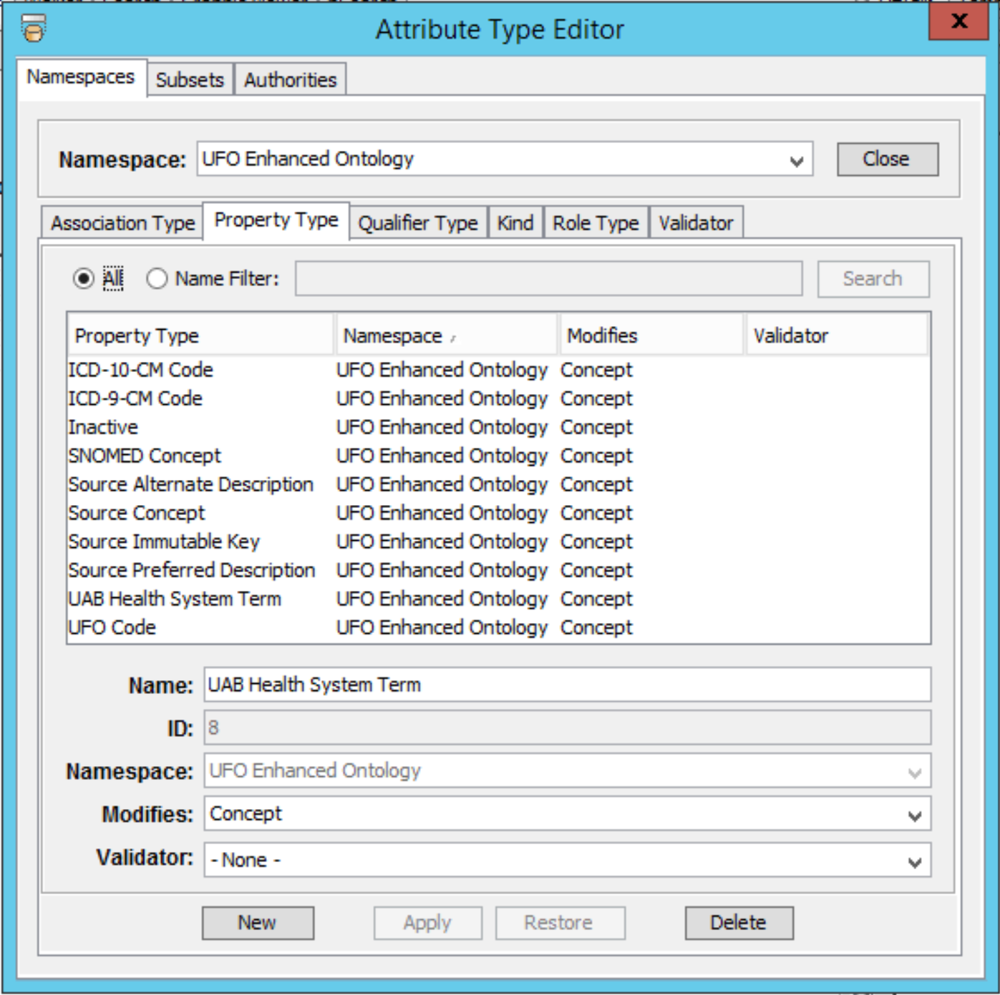 Attribute Type Editor
x
Namespaces Subsets Authorities
Namespace: UFO Enhanced Ontology Close
Association Type Property Type Qualifier Type Kind Role Type Validator
All Name Filter: Search
Property Type Namespace Modifies Validator
ICD-10-CM Code UFO Enhanced Ontology Concept
ICD-9-CM Code UFO Enhanced Ontology Concept
Inactive UFO Enhanced Ontology Concept
SNOMED Concept UFO Enhanced Ontology Concept
Source Alternate Description UFO Enhanced Ontology Concept
Source Concept UFO Enhanced Ontology Concept
Source Immutable Key UFO Enhanced Ontology Concept
Source Preferred Description UFO Enhanced Ontology Concept
UAB Health System Term UFO Enhanced Ontology Concept
UFO Code UFO Enhanced Ontology Concept
Name: UAB Health System Term
ID: 8
Namespace: UFO Enhanced Ontology
Modifies: Concept
Validator: - None -
New Apply Restore Delete